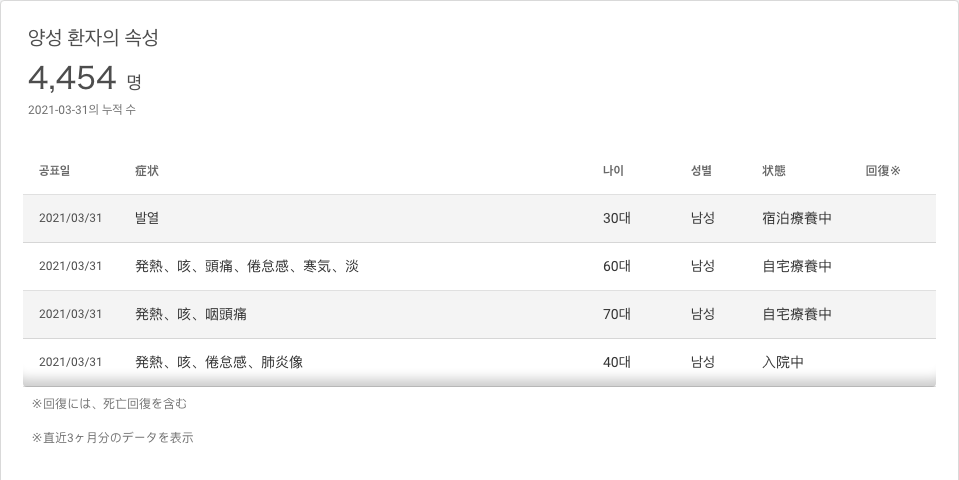 양성 환자의 속성
4,454 명
2021-03-31의 누적 수
공표일 症状 나이 성별 状態 回復※
2021/03/31 발열 30대 남성 宿泊療養中
2021/03/31 発熱、咳、頭痛、倦怠感、寒気、淡 60대 남성 自宅療養中
2021/03/31 発熱、咳、咽頭痛 70대 남성 自宅療養中
2021/03/31 発熱、咳、倦怠感、肺炎像 40대 남성 入院中
※回復には、死亡回復を含む
※直近3ヶ月分のデータを表示